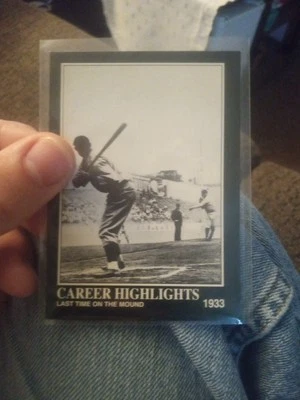 CAREER HIGHLIGHTS
LAST TIME ON THE MOUND 1933